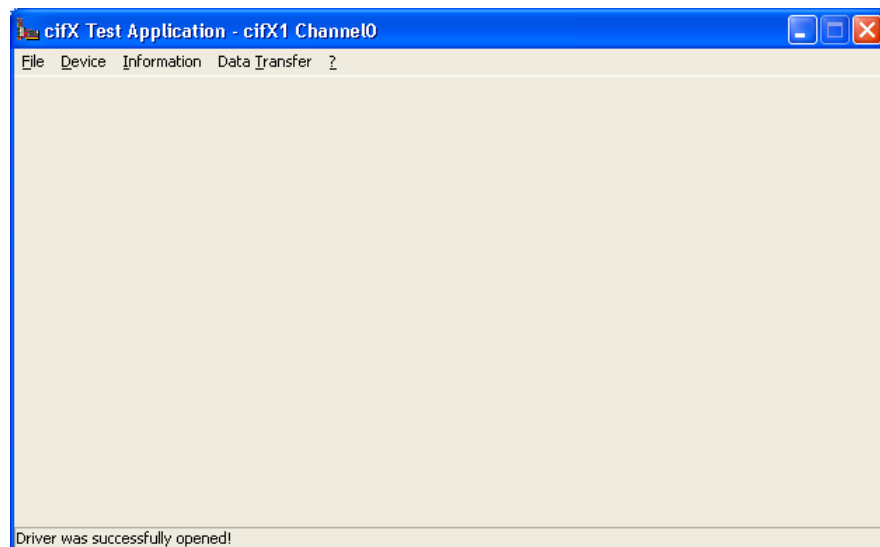 cifX Test Application - cifX1 Channel0
File Device Information Data Transfer ?
Driver was successfully opened!